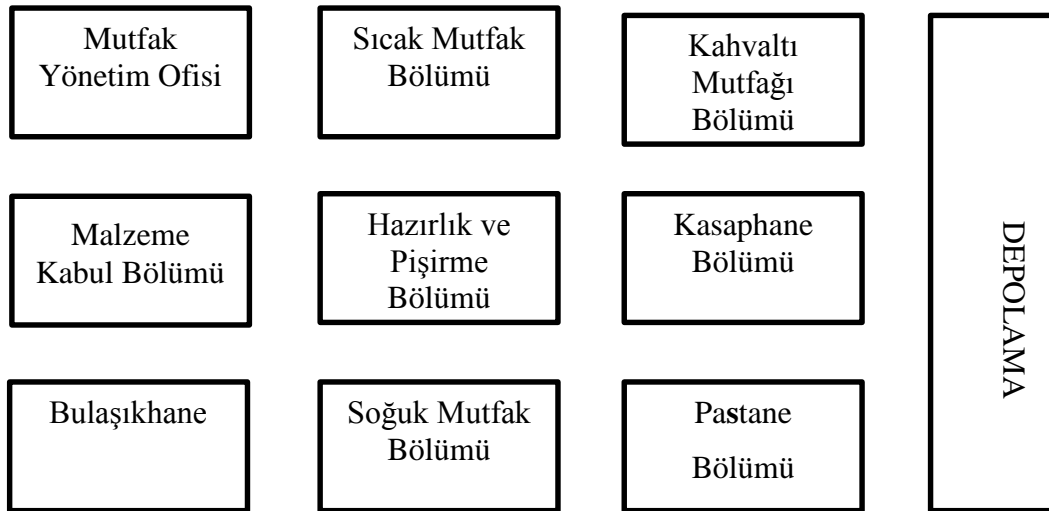 Mutfak
Yönetim Ofisi
Sıcak Mutfak
Bölümü
Kahvaltı
Mutfağı
Bölümü
Malzeme
Kabul Bölümü
Hazırlık ve
Pişirme
Bölümü
Kasaphane
Bölümü
DEPOLAMA
Bulaşıkhane
Soğuk Mutfak
Bölümü
Pastane
Bölümü